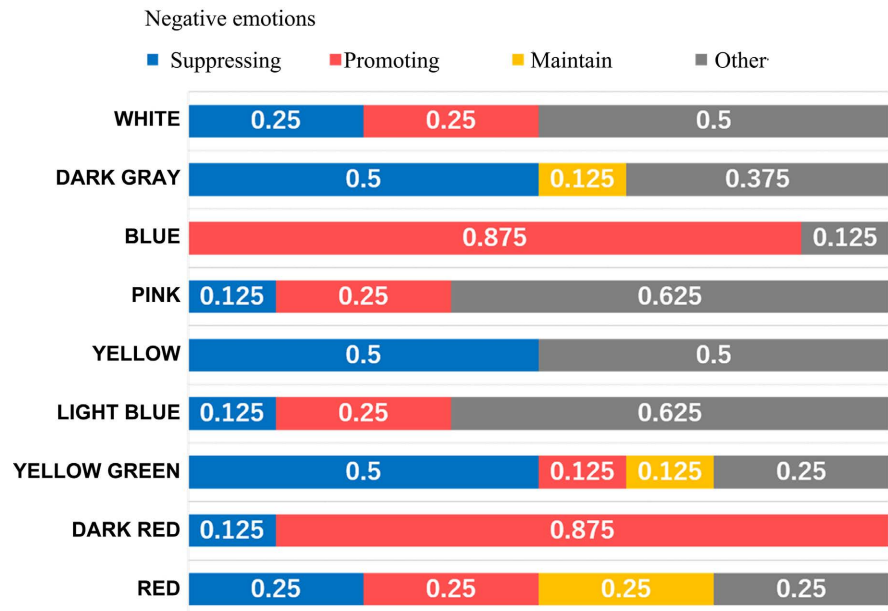 Negative emotions
Suppressing Promoting Maintain Other
WHITE 0.25 0.25 0.5
DARK GRAY 0.5 0.125 0.375
BLUE 0.875 0.125
PINK 0.125 0.25 0.625
YELLOW 0.5 0.5
LIGHT BLUE 0.125 0.25 0.625
YELLOW GREEN 0.5 0.125 0.125 0.25
DARK RED 0.125 0.875
RED 0.25 0.25 0.25 0.25